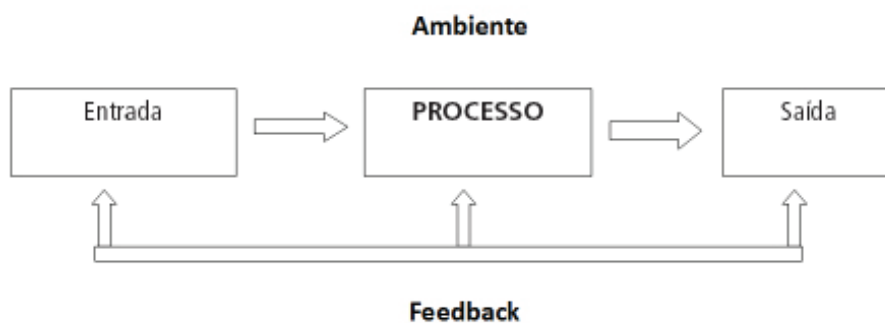 Ambiente
Entrada
PROCESSO
Saída
Feedback